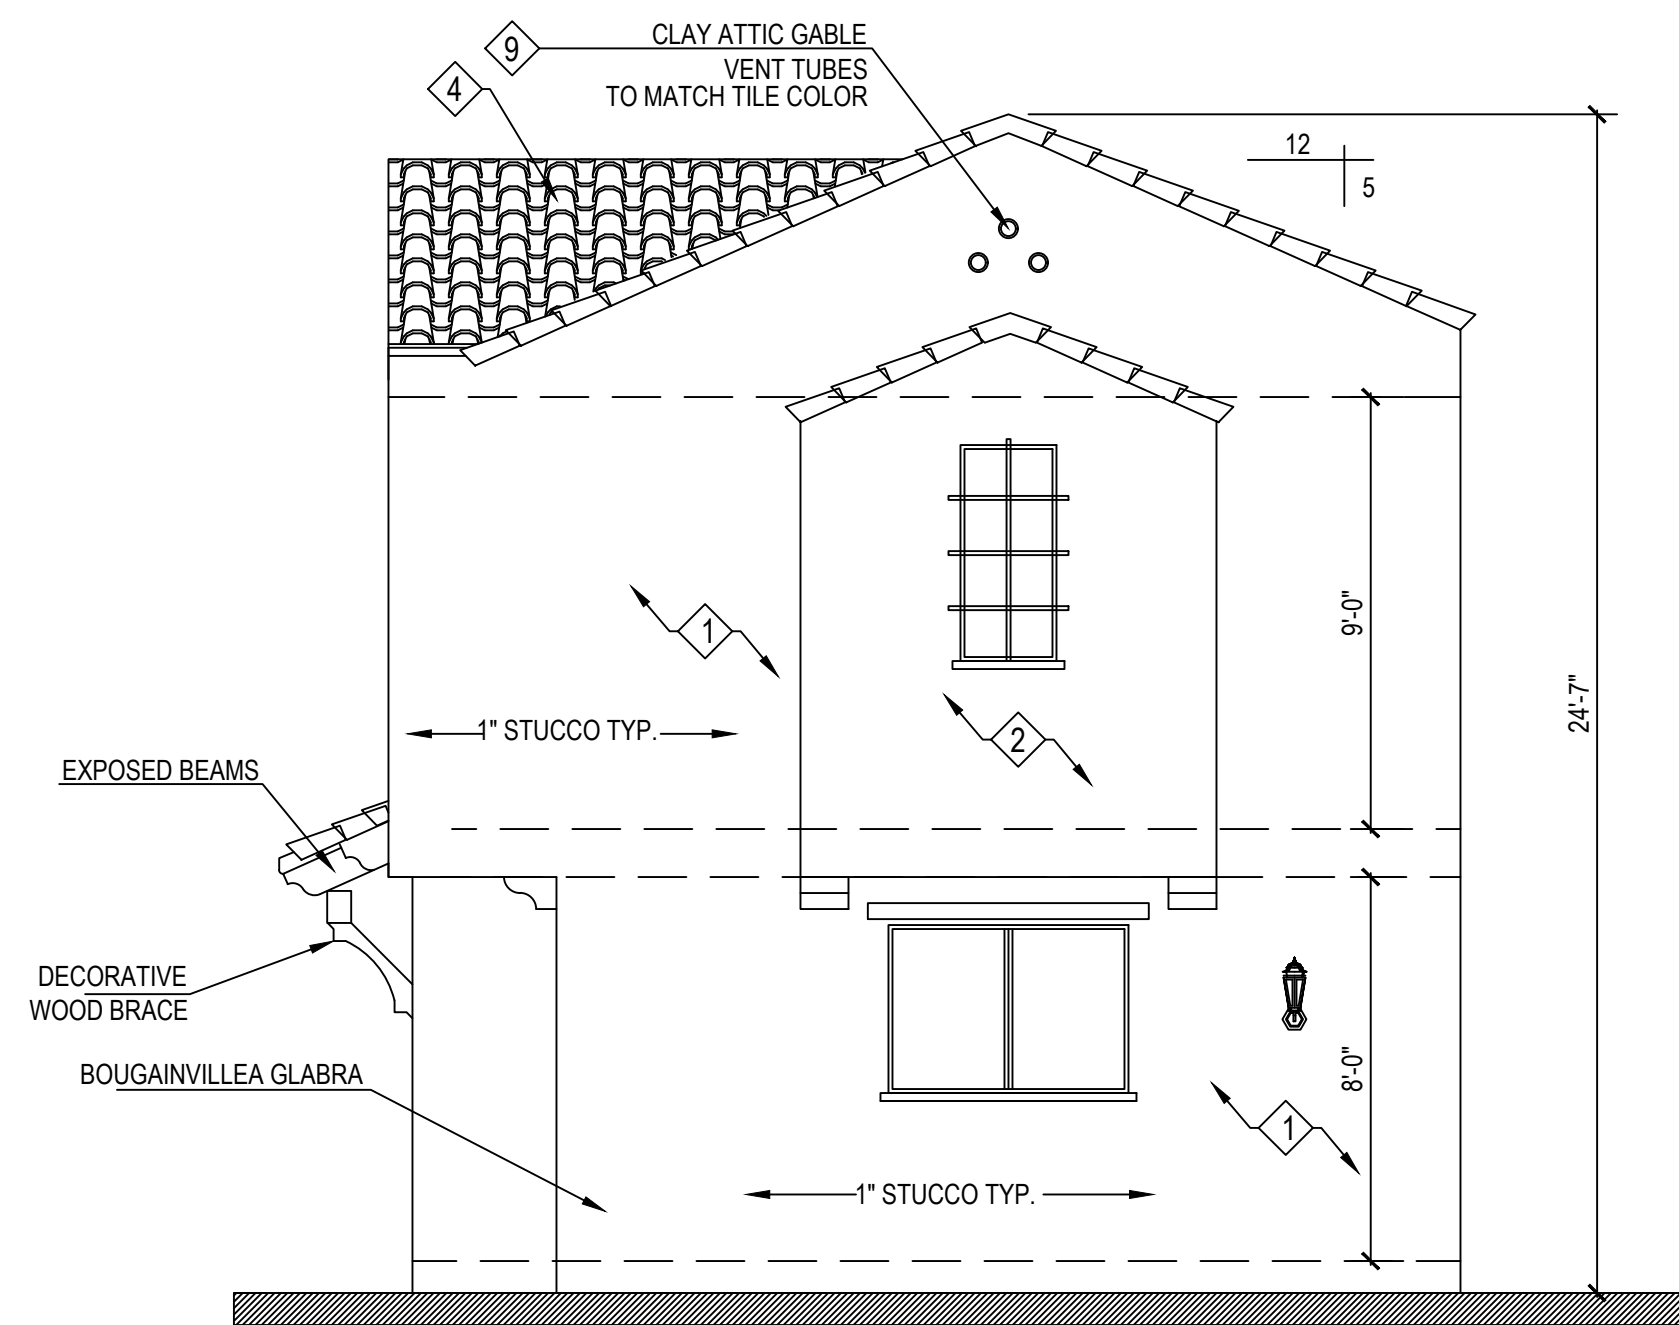 CLAY ATTIC GABLE
VENT TUBES
TO MATCH TILE COLOR
9
4
12
5
1
9'-0"
24'-7"
1" STUCCO TYP.
2
EXPOSED BEAMS
DECORATIVE
WOOD BRACE
BOUGAINVILLEA GLABRA
8'-0"
1
1" STUCCO TYP.